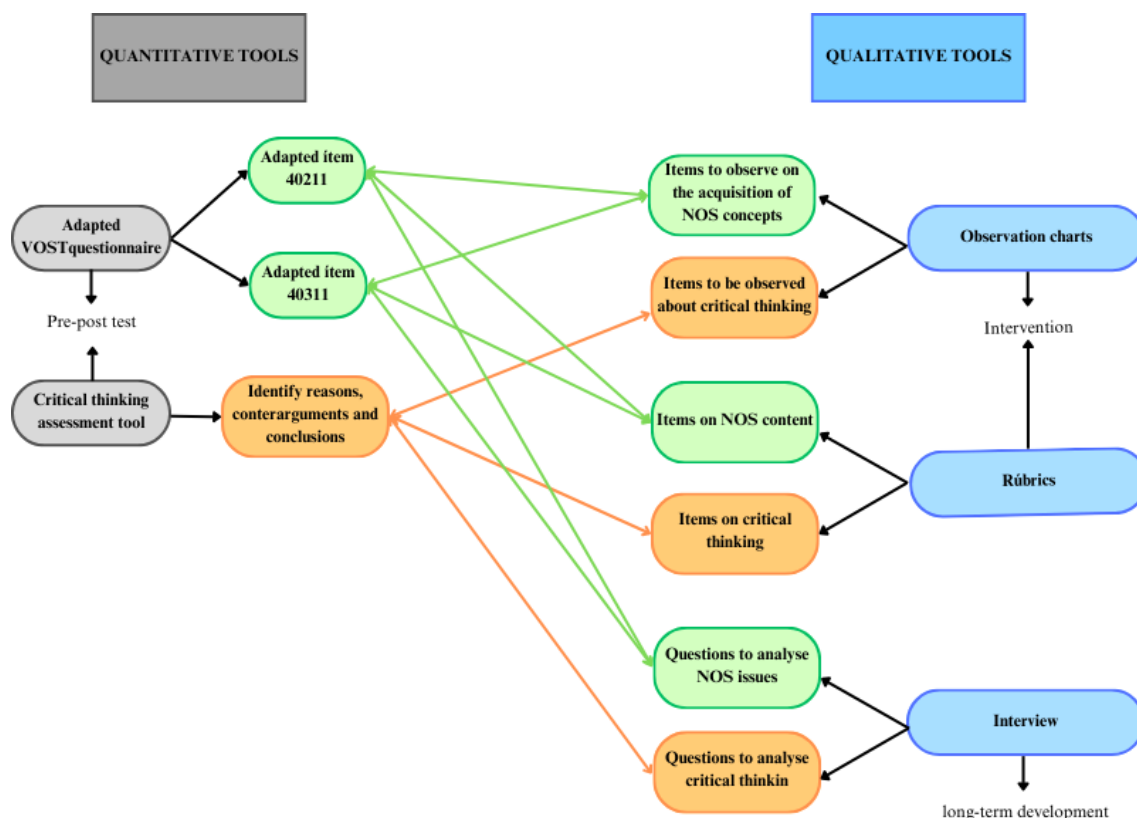 QUANTITATIVE TOOLS
QUALITATIVE TOOLS
Adapted ítem
40211
Adapted
VOSTquestionnaire
Adapted ítem
40311
Pre-post test
Critical thinking
assessment tool
Identify reasons,
conterarguments and
conclusions
Items to observe on
the acquisition of
NOS concepts
Items to be observed
about critical thinking
Items on NOS content
Items on critical
thinking
Questions to analyse
NOS issues
Questions to analyse
critical thinkin
Observation charts
Intervention
Rúbrics
Interview
long-term development